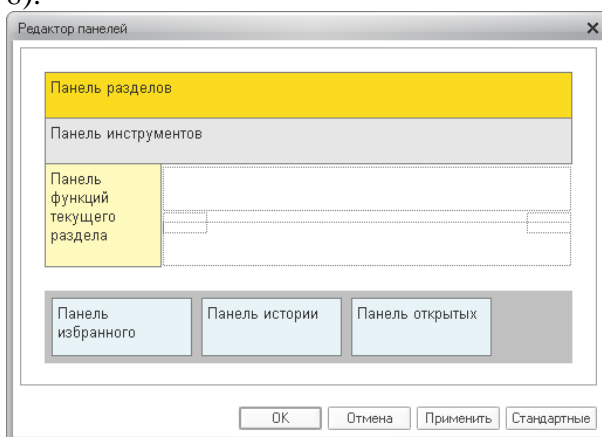 8).
Редактор панелей
Панель разделов
Панель инструментов
Панель
функций
текущего
раздела
Панель
избранного
Панель истории
Панель открытых
OK
Отмена
Применить
Стандартные